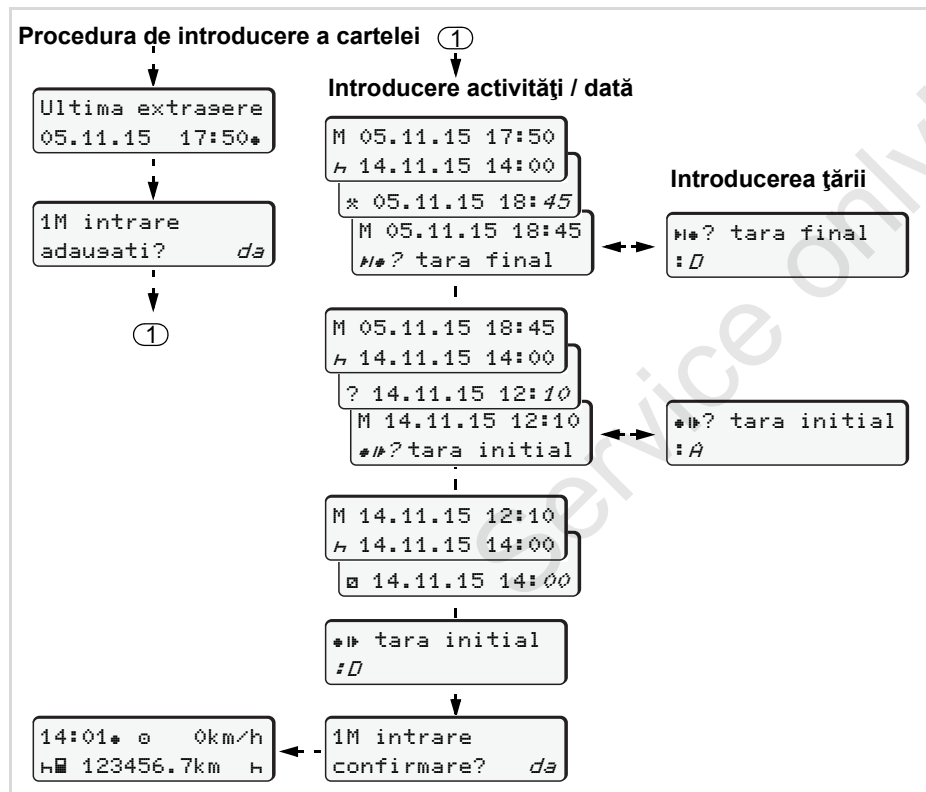 Procedura de introducere a cartelei 1
Ultima extrasere
05.11.15 17:50
1M intrare
adausati? da
1
Introducere activităţi / dată
M 05.11.15 17:50
14.11.15 14:00
05.11.15 18:45
M 05.11.15 18:45
? tara final
Introducerea ţării
? tara final
:D
M 05.11.15 18:45
14.11.15 14:00
? 14.11.15 12:10
M 14.11.15 12:10
? tara initial
? tara initial
:A
M 14.11.15 12:10
14.11.15 14:00
14.11.15 14:00
tara initial
:D
1M intrare
confirmare? da
14:01 0km/h
123456.7km
Service only